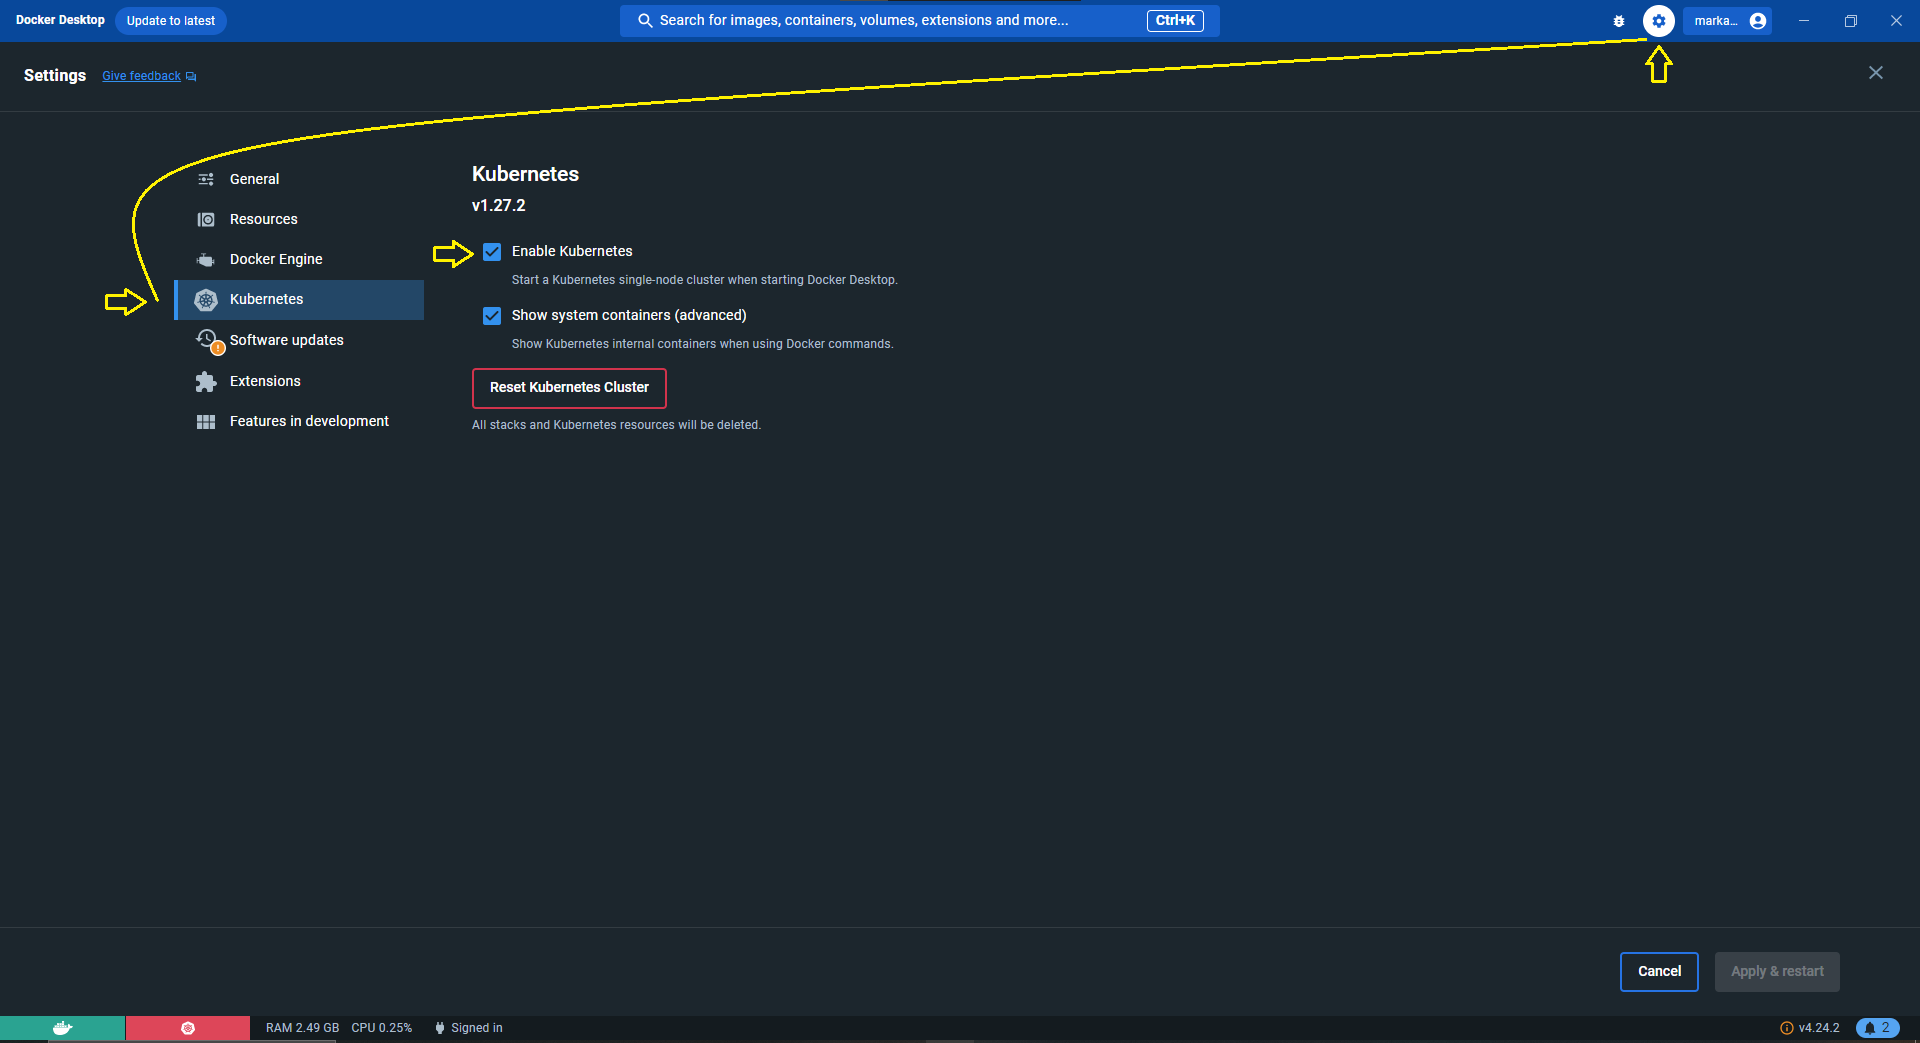 Docker Desktop Update to latest Search for images, containers, volumes, extensions and more... Ctrl+K marka...
Settings Give feedback
General
Resources
Docker Engine
Kubernetes
Software updates
Extensions
Features in development
Kubernetes
v1.27.2
Enable Kubernetes
Start a Kubernetes single-node cluster when starting Docker Desktop.
Show system containers (advanced)
Show Kubernetes internal containers when using Docker commands.
Reset Kubernetes Cluster
All stacks and Kubernetes resources will be deleted.
Cancel Apply & restart
RAM 2.49 GB CPU 0.25% Signed in v4.24.2 2